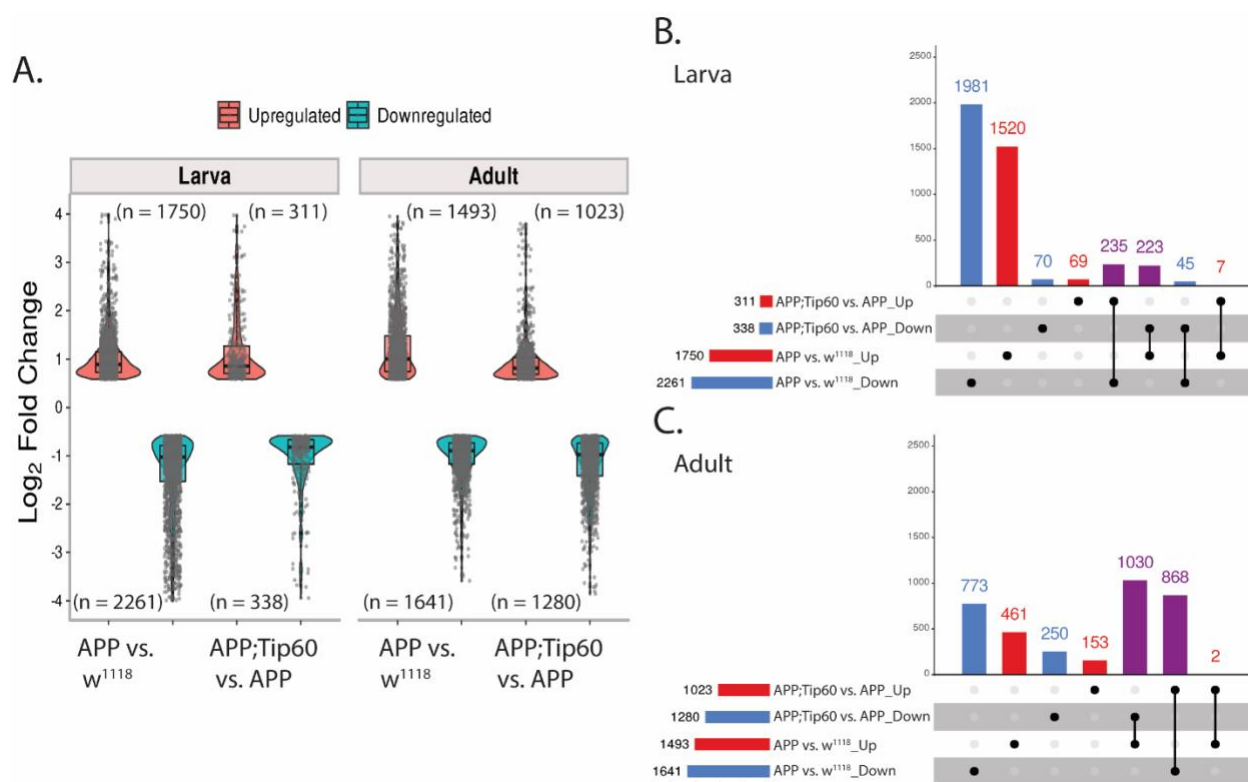 A.
Upregulated Downregulated
Larva Adult
(n = 1750) (n = 311) (n = 1493) (n = 1023)
Log₂ Fold Change
4
3
2
1
0
-1
-2
-3
-4
(n = 2261) (n = 338) (n = 1641) (n = 1280)
APP vs. w¹¹¹⁸
APP;Tip60 vs. APP
APP vs. w¹¹¹⁸
APP;Tip60 vs. APP
B.
Larva
2500
2000
1500
1000
500
0
1981 1520 70 69 235 223 45 7
311 APP;Tip60 vs. APP_Up
338 APP;Tip60 vs. APP_Down
1750 APP vs. w¹¹¹⁸_Up
2261 APP vs. w¹¹¹⁸_Down
C.
Adult
2500
2000
1500
1000
500
0
773 461 250 153 1030 868 2
1023 APP;Tip60 vs. APP_Up
1280 APP;Tip60 vs. APP_Down
1493 APP vs. w¹¹¹⁸_Up
1641 APP vs. w¹¹¹⁸_Down